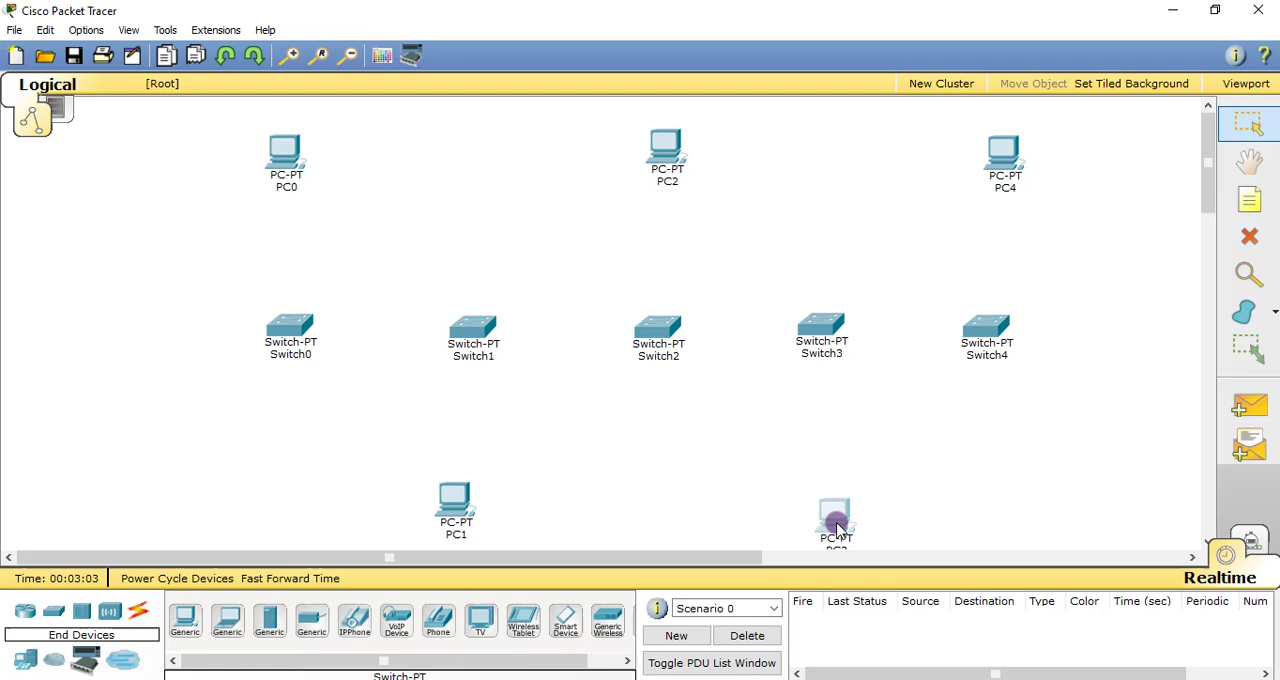 Cisco Packet Tracer
File Edit Options View Tools Extensions Help
Logical [Root] New Cluster Move Object Set Tiled Background Viewport
PC-PT
PC0
PC-PT
PC2
PC-PT
PC4
Switch-PT
Switch0
Switch-PT
Switch1
Switch-PT
Switch2
Switch-PT
Switch3
Switch-PT
Switch4
PC-PT
PC1
PC-PT
Realtime
Time: 00:03:03 Power Cycle Devices Fast Forward Time
End Devices
Generic
Generic
Generic
Generic
IPPhone
VoIP
Device
Phone
TV
Wireless
Tablet
Smart
Device
Generic
Wireless
Switch-PT
Scenario 0
New Delete
Toggle PDU List Window
Fire Last Status Source Destination Type Color Time (sec) Periodic Num